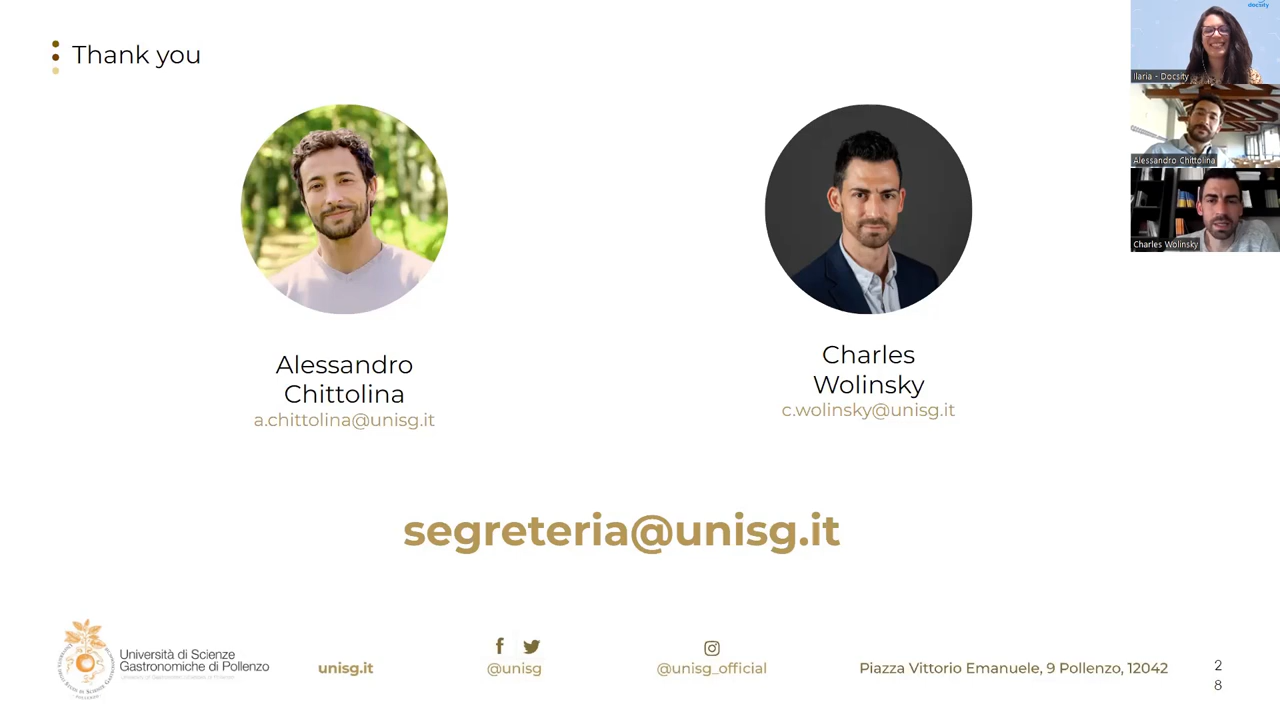 Thank you
docsity
Ilaria - Docsity
Alessandro Chittolina
Charles Wolinsky
Alessandro
Chittolina
a.chittolina@unisg.it
Charles
Wolinsky
c.wolinsky@unisg.it
segreteria@unisg.it
Università di Scienze
Gastronomiche di Pollenzo
unisg.it
@unisg
@unisg_official
Piazza Vittorio Emanuele, 9 Pollenzo, 12042
2
8